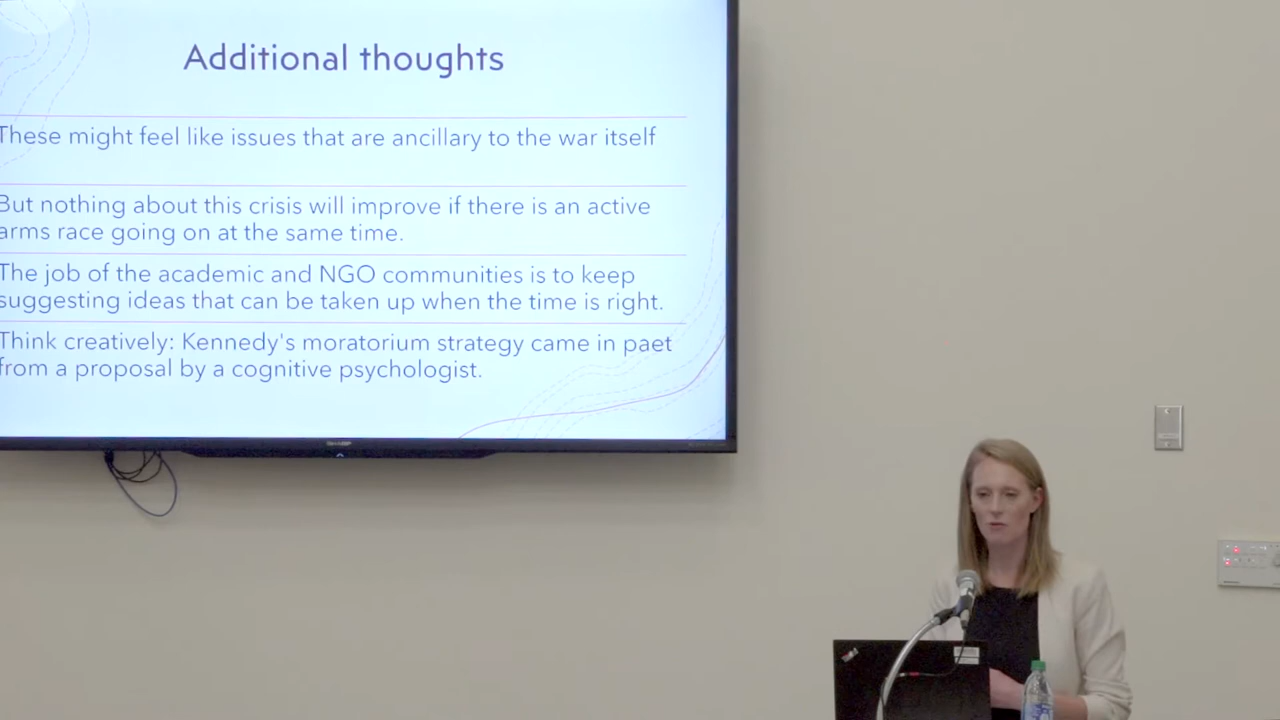 Additional thoughts
These might feel like issues that are ancillary to the war itself
But nothing about this crisis will improve if there is an active
arms race going on at the same time.
The job of the academic and NGO communities is to keep
suggesting ideas that can be taken up when the time is right.
Think creatively: Kennedy's moratorium strategy came in paet
from a proposal by a cognitive psychologist.
SHARP